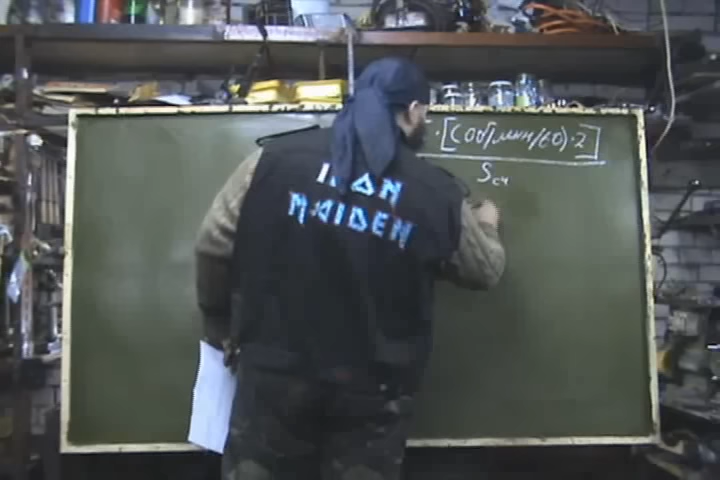 · [(об/мин/60) · 2]
Sсч
IRON
MAIDEN